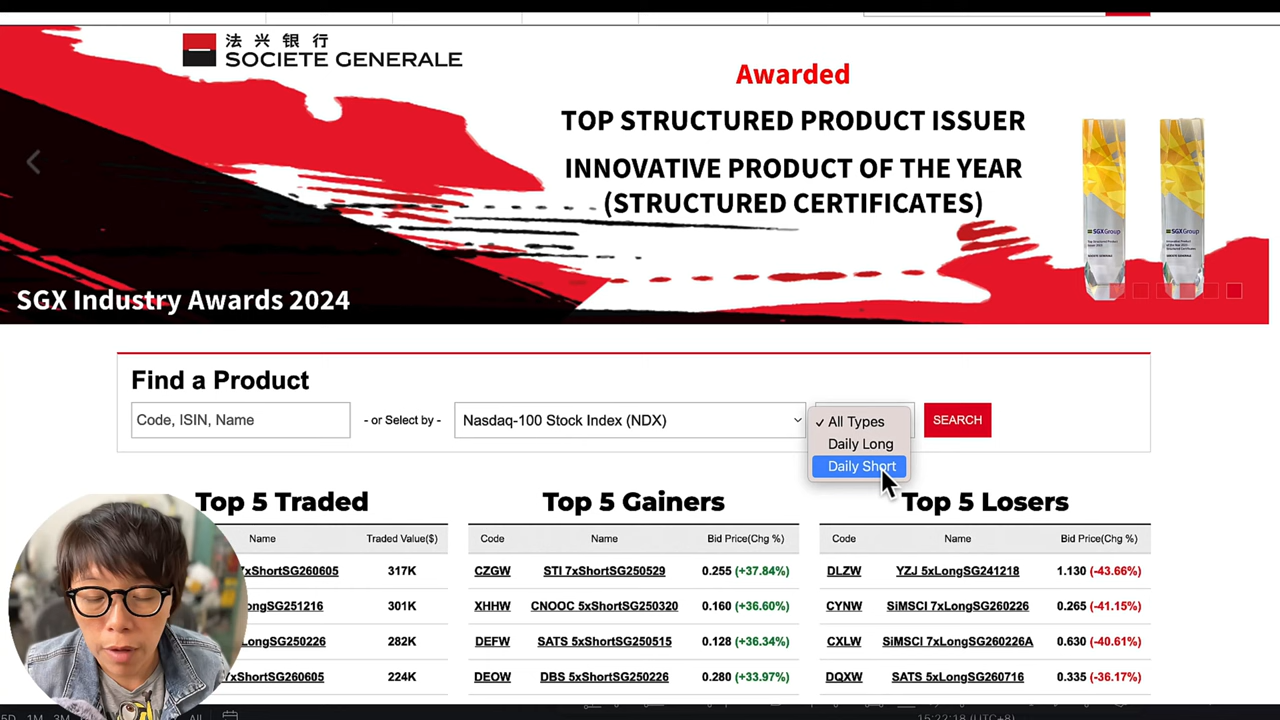 法兴银行
SOCIETE GENERALE
Awarded
TOP STRUCTURED PRODUCT ISSUER
INNOVATIVE PRODUCT OF THE YEAR
(STRUCTURED CERTIFICATES)
SGXGroup
SGXGroup
SGX Industry Awards 2024
Find a Product
Code, ISIN, Name
- or Select by -
Nasdaq-100 Stock Index (NDX)
✓ All Types
Daily Long
Daily Short
SEARCH
Top 5 Traded
Name Traded Value($)
7xShortSG260605 317K
ongSG251216 301K
LongSG250226 282K
7xShortSG260605 224K
Top 5 Gainers
Code Name Bid Price(Chg %)
CZGW STI 7xShortSG250529 0.255 (+37.84%)
XHHW CNOOC 5xShortSG250320 0.160 (+36.60%)
DEFW SATS 5xShortSG250515 0.128 (+36.34%)
DEOW DBS 5xShortSG250226 0.280 (+33.97%)
Top 5 Losers
Code Name Bid Price(Chg %)
DLZW YZJ 5xLongSG241218 1.130 (-43.66%)
CYNW SiMSCI 7xLongSG260226 0.265 (-41.15%)
CXLW SiMSCI 7xLongSG260226A 0.630 (-40.61%)
DQXW SATS 5xLongSG260716 0.335 (-36.17%)